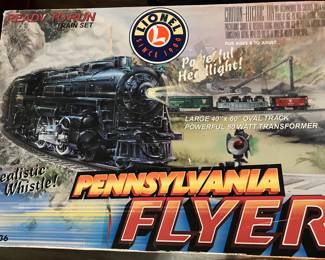 READY TO RUN
TRAIN SET
LIONEL
SINCE 1900
Powerful
Headlight!
LARGE 40" x 60" OVAL TRACK
POWERFUL 80 WATT TRANSFORMER
Realistic
Whistle!
PENNSYLVANIA
FLYER